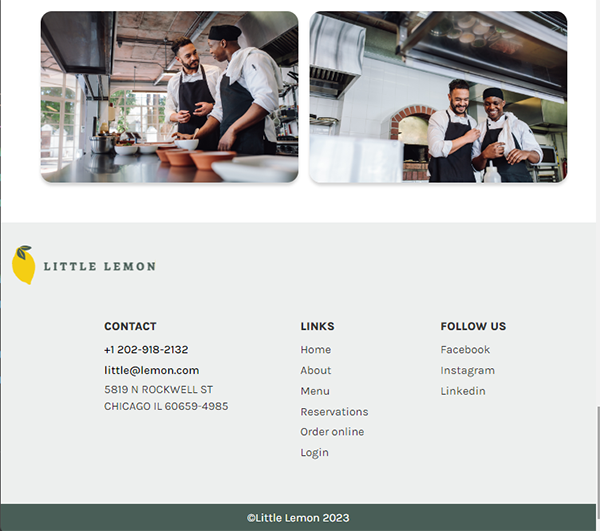 LITTLE LEMON
CONTACT
+1 202-918-2132
little@lemon.com
5819 N ROCKWELL ST
CHICAGO IL 60659-4985
LINKS
Home
About
Menu
Reservations
Order online
Login
FOLLOW US
Facebook
Instagram
Linkedin
©Little Lemon 2023